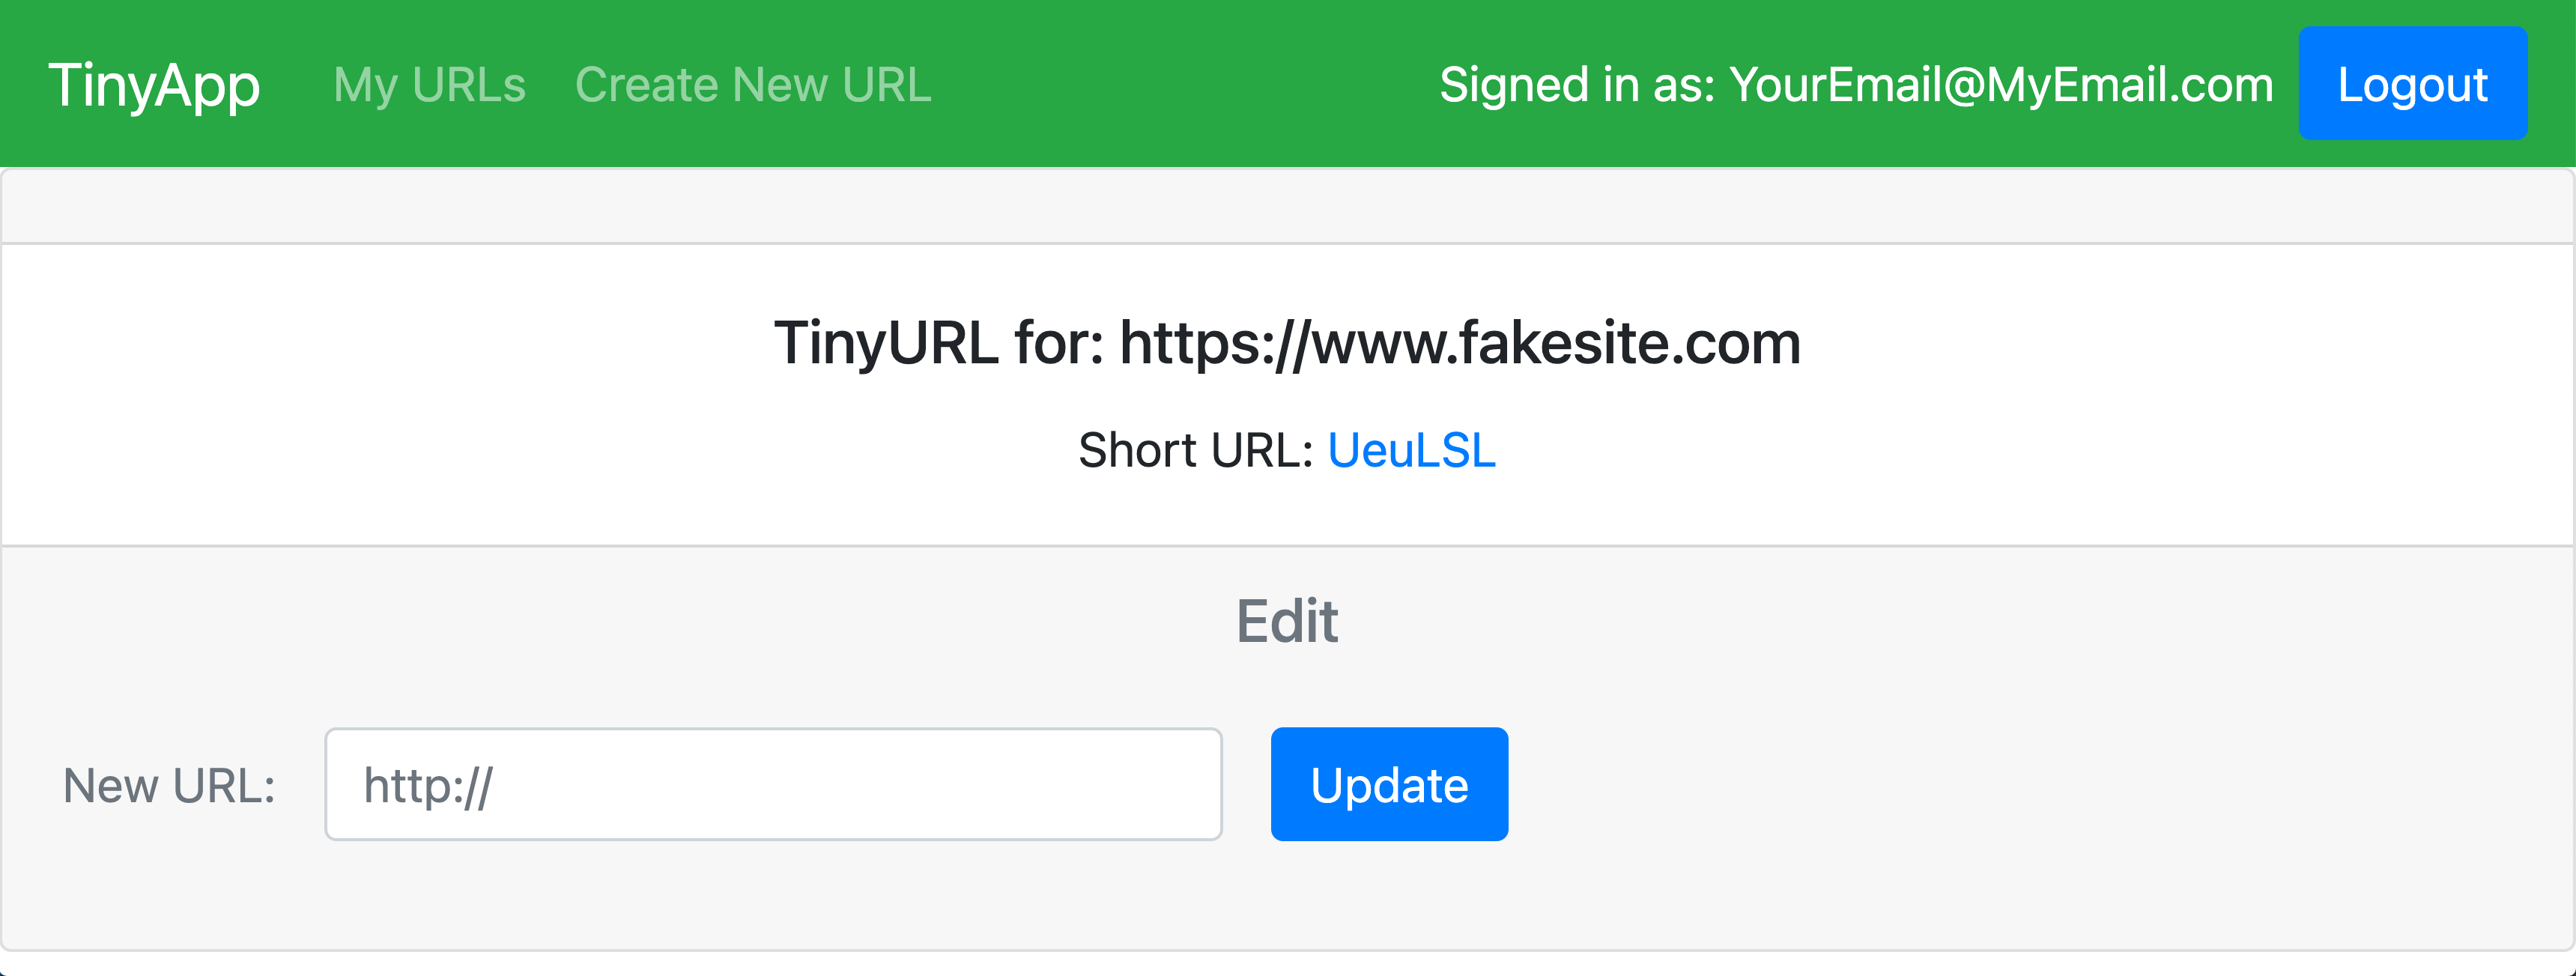 TinyApp My URLs Create New URL Signed in as: YourEmail@MyEmail.com Logout
TinyURL for: https://www.fakesite.com
Short URL: UeuLSL
Edit
New URL: http:// Update